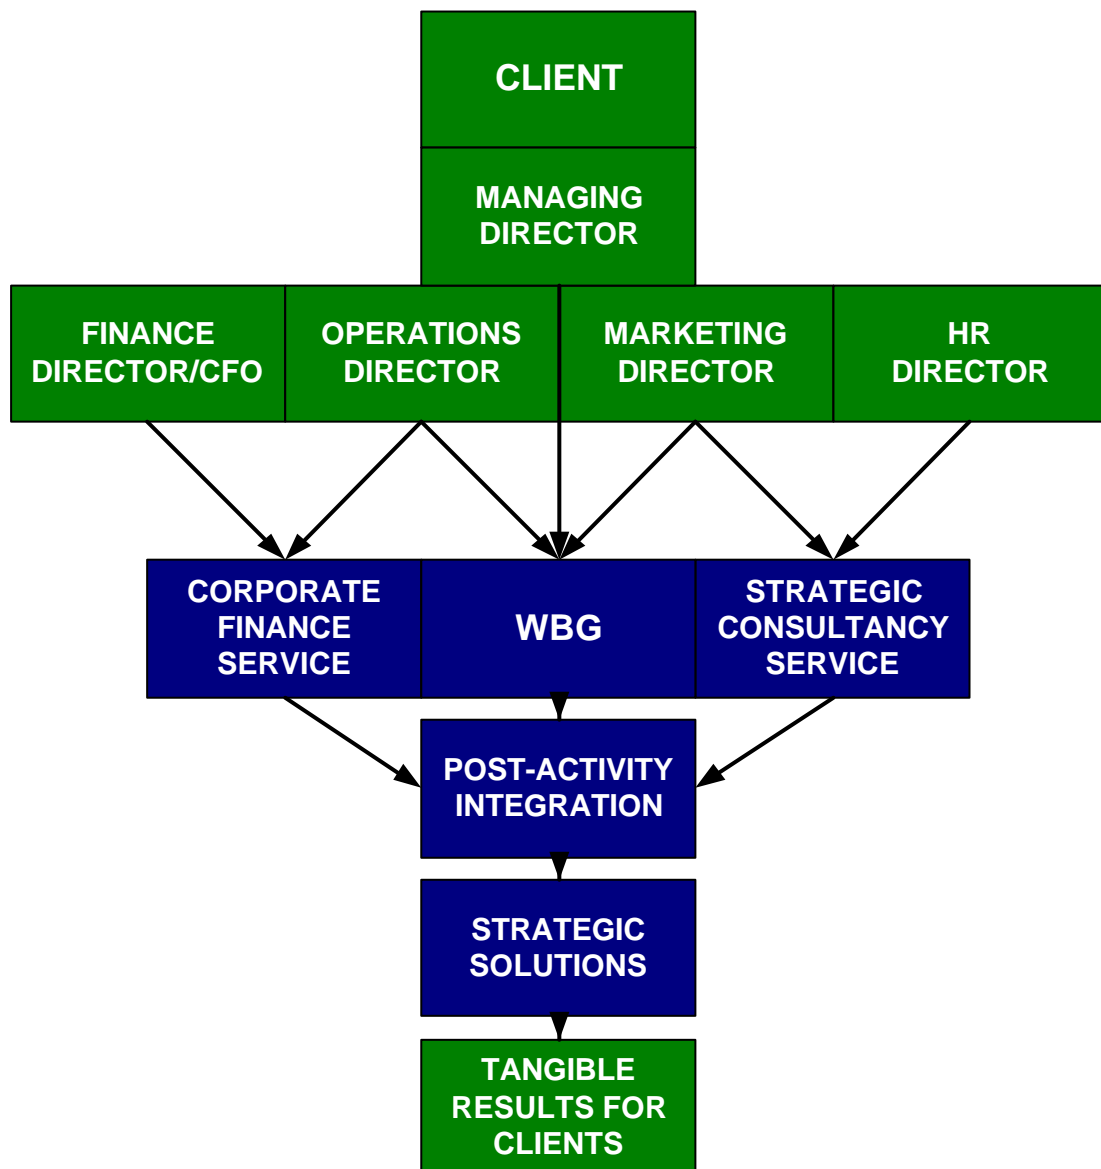 CLIENT
MANAGING
DIRECTOR
FINANCE
DIRECTOR/CFO
OPERATIONS
DIRECTOR
MARKETING
DIRECTOR
HR
DIRECTOR
CORPORATE
FINANCE
SERVICE
WBG
STRATEGIC
CONSULTANCY
SERVICE
POST-ACTIVITY
INTEGRATION
STRATEGIC
SOLUTIONS
TANGIBLE
RESULTS FOR
CLIENTS